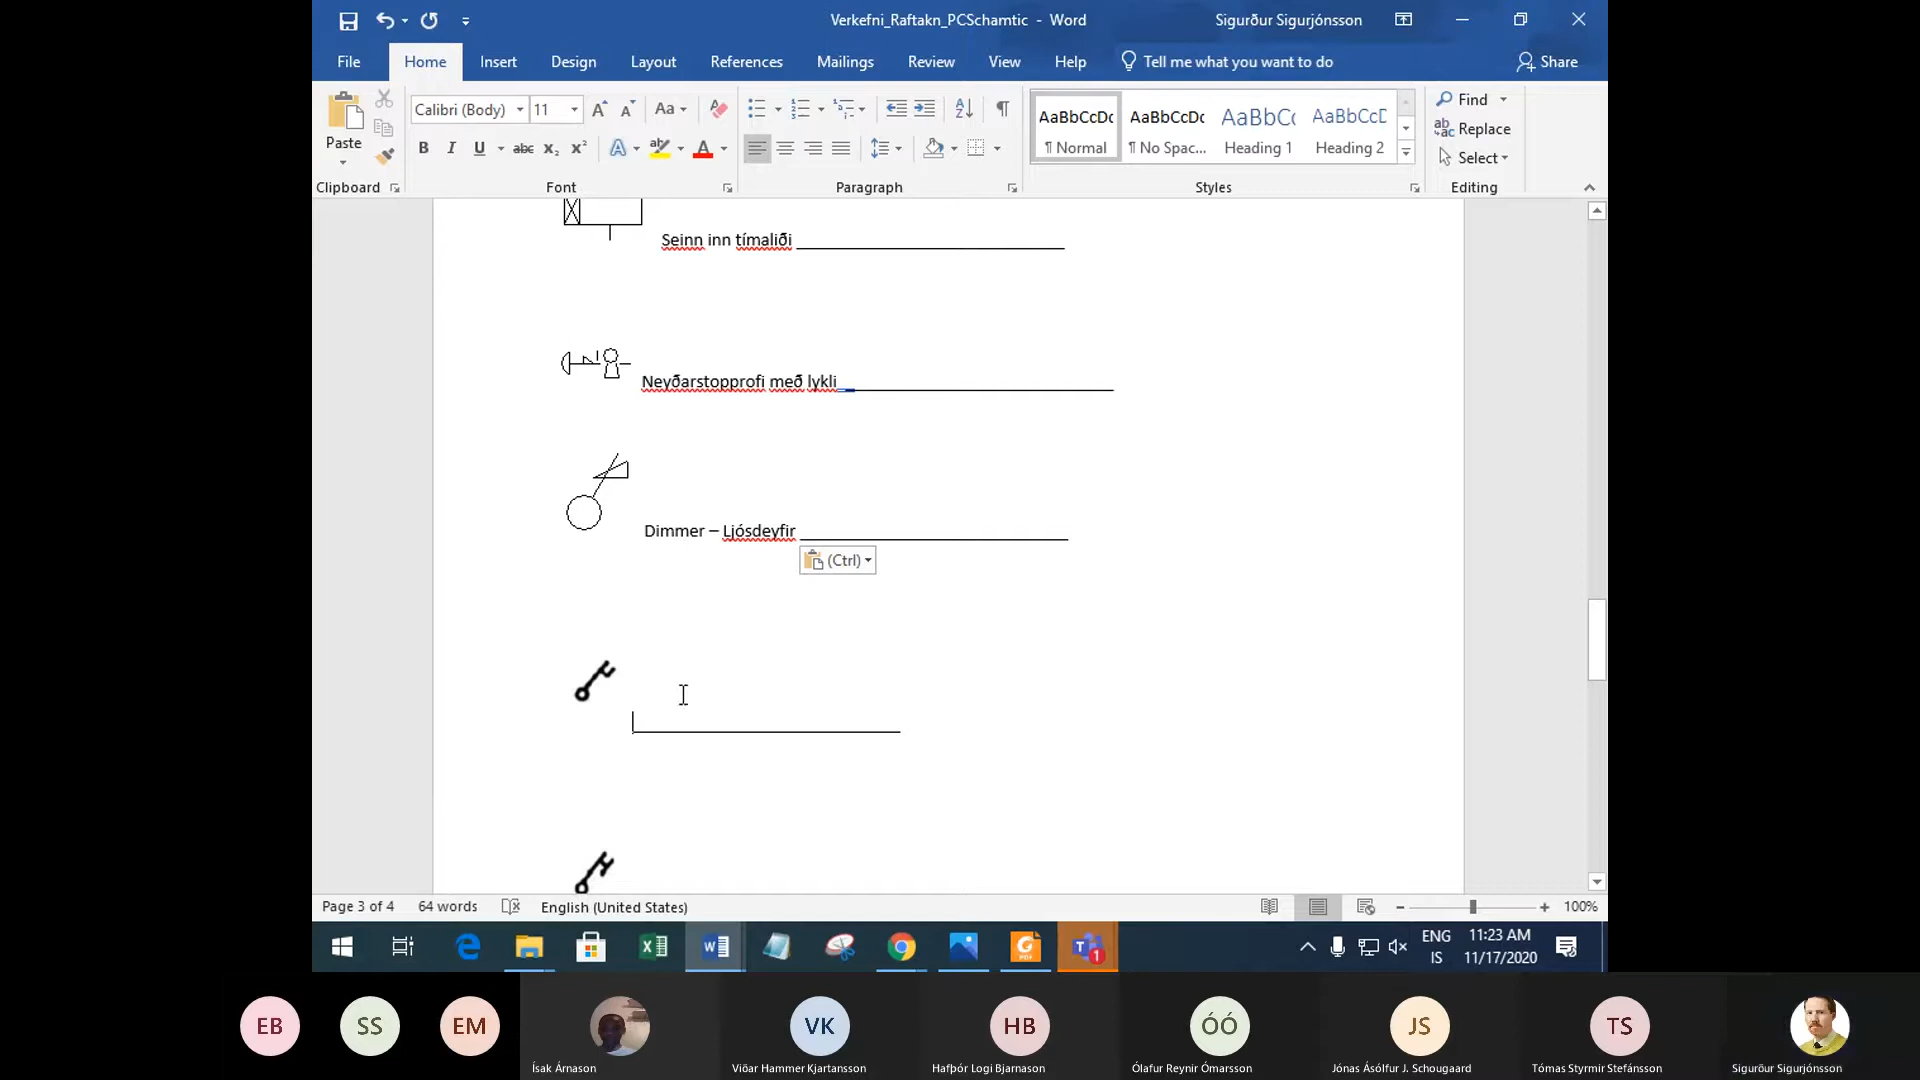 Verkefni_Raftakn_PCSchamtic - Word
Sigurður Sigurjónsson
File Home Insert Design Layout References Mailings Review View Help Tell me what you want to do Share
Paste
Calibri (Body) 11
Aa
AaBbCcDc AaBbCcDc AaBbCc AaBbCcD
¶ Normal ¶ No Spac... Heading 1 Heading 2
Find
Replace
Select
Clipboard Font Paragraph Styles Editing
Seinn inn tímaliði
Neyðarstopprofi með lykli
Dimmer – Ljósdeyfir
(Ctrl)
Page 3 of 4 64 words English (United States) 100%
ENG
IS
11:23 AM
11/17/2020
EB SS EM VK HB ÓÓ JS TS
Ísak Árnason Viðar Hammer Kjartansson Hafþór Logi Bjarnason Ólafur Reynir Ómarsson Jónas Ásólfur J. Schougaard Tómas Styrmir Stefánsson Sigurður Sigurjónsson